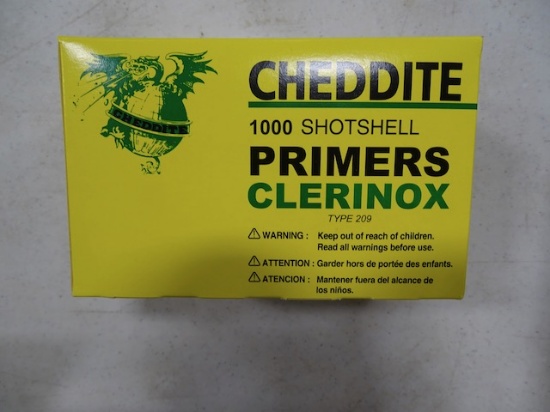 CHEDDITE
CHEDDITE
1000 SHOTSHELL
PRIMERS
CLERINOX
TYPE 209
WARNING : Keep out of reach of children.
Read all warnings before use.
ATTENTION : Garder hors de portée des enfants.
ATENCION : Mantener fuera del alcance de
los niños.